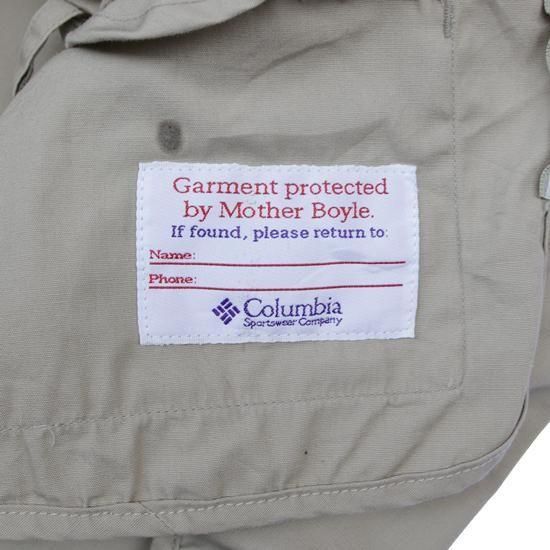 Garment protected
by Mother Boyle.
If found, please return to:
Name:
Phone:
Columbia
Sportswear Company